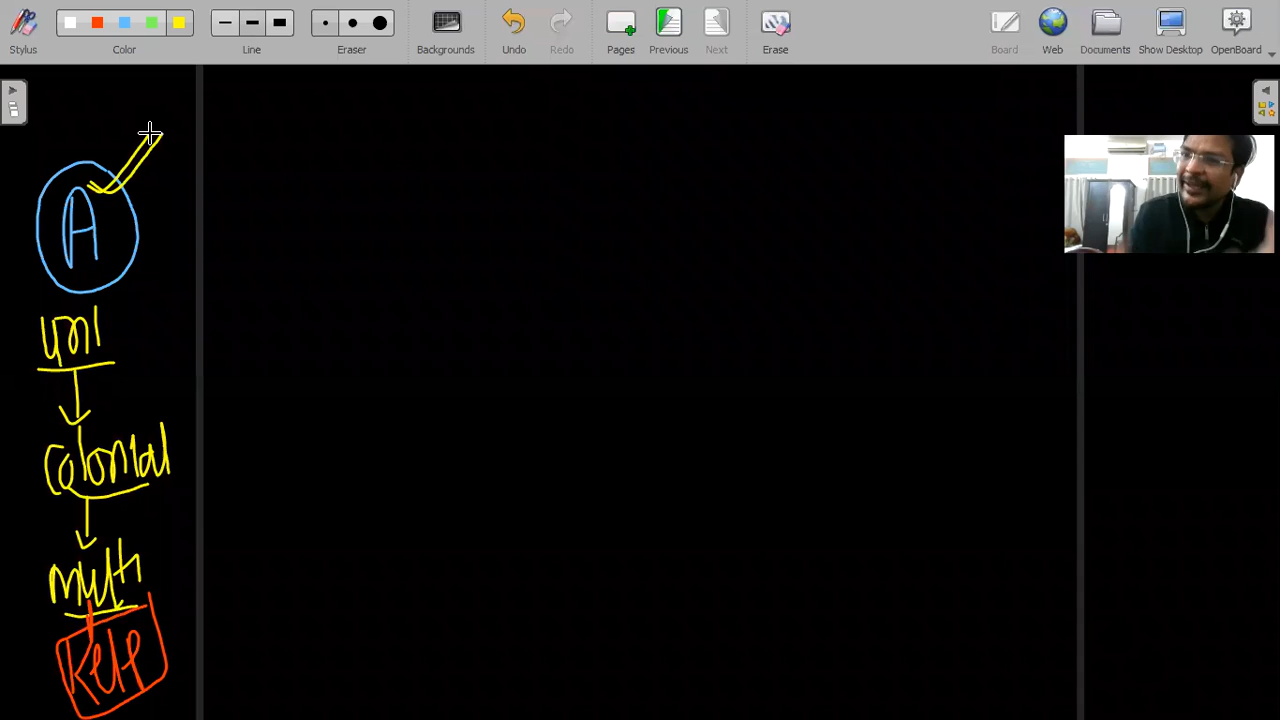 Stylus
Color
Line
Eraser
Backgrounds
Undo
Redo
Pages
Previous
Next
Erase
Board
Web
Documents
Show Desktop
OpenBoard
A
uni
colonial
multi
Kelp